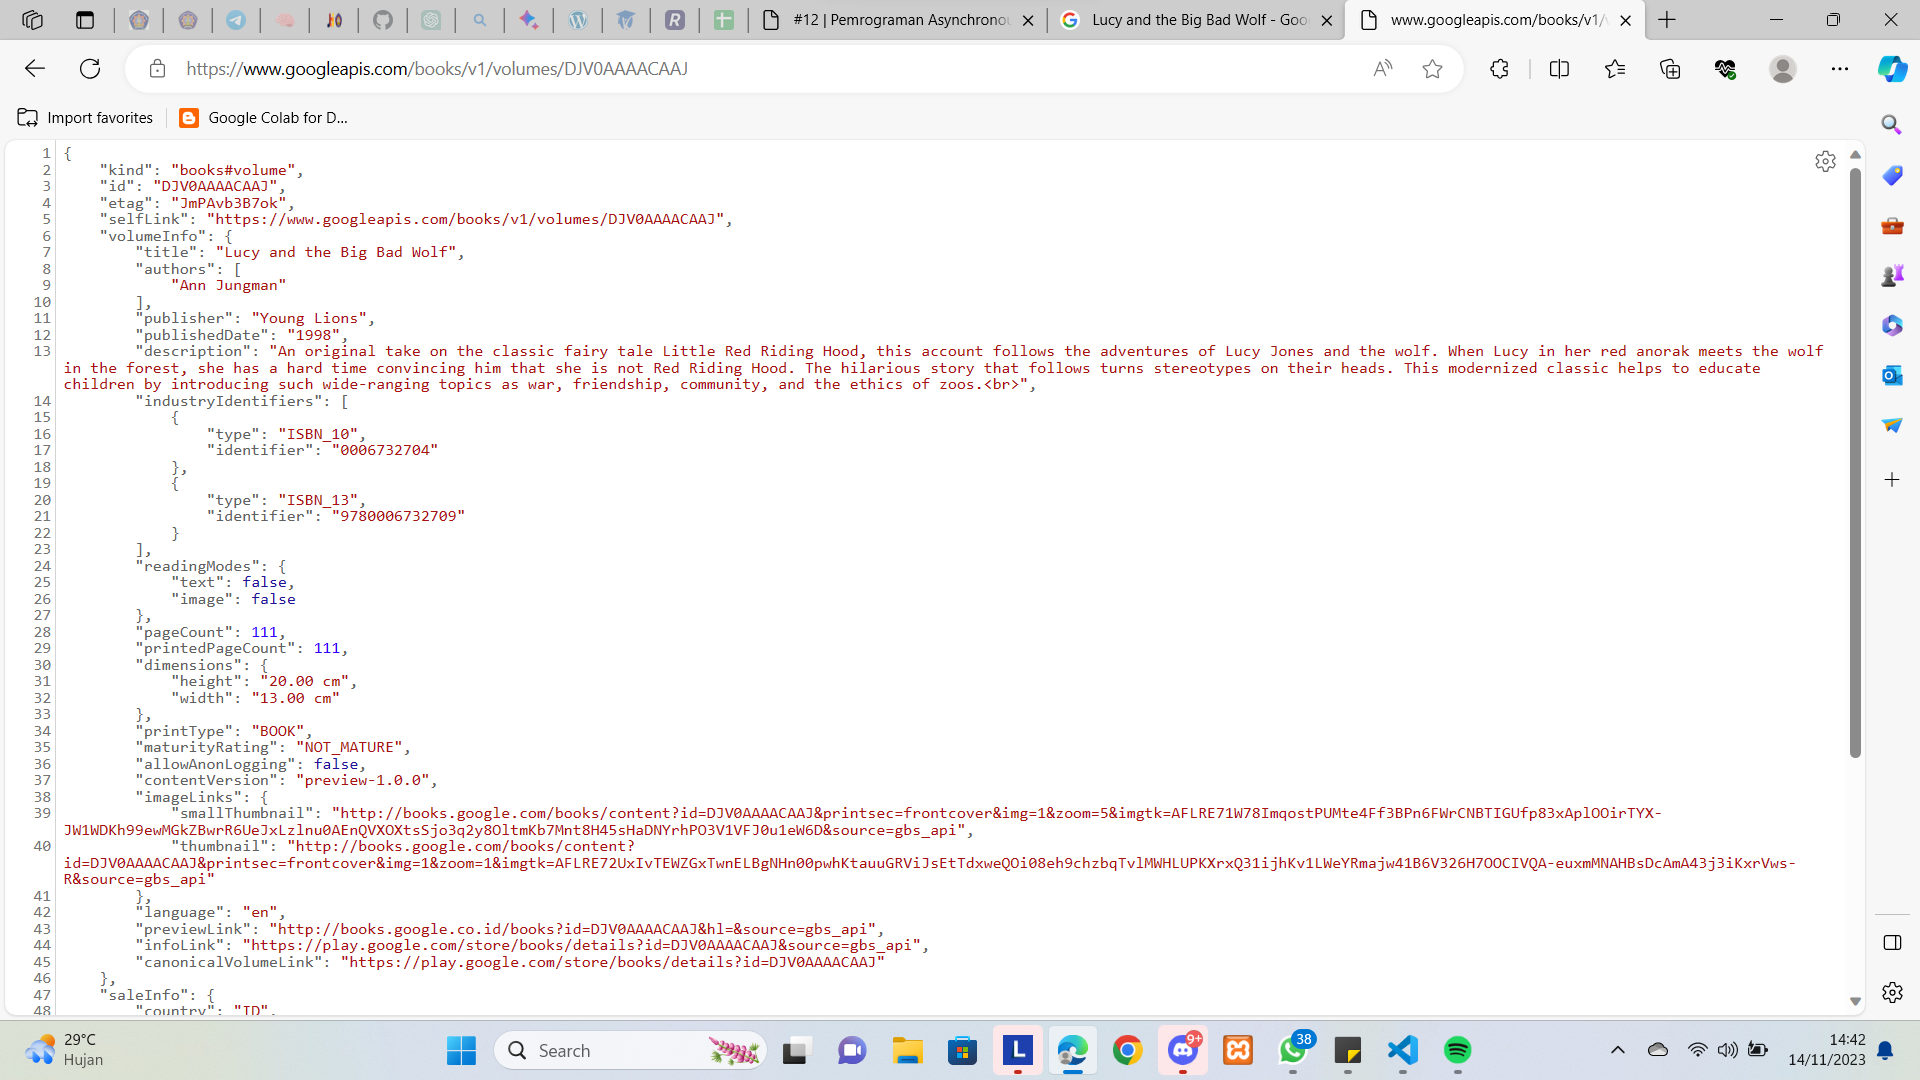 #12 | Pemrograman Asynchronou
Lucy and the Big Bad Wolf - Goo
www.googleapis.com/books/v1/v
https://www.googleapis.com/books/v1/volumes/DJV0AAAACAAJ
Import favorites
Google Colab for D...
1 {
2 "kind": "books#volume",
3 "id": "DJV0AAAACAAJ",
4 "etag": "JmPAvb3B7ok",
5 "selfLink": "https://www.googleapis.com/books/v1/volumes/DJV0AAAACAAJ",
6 "volumeInfo": {
7 "title": "Lucy and the Big Bad Wolf",
8 "authors": [
9 "Ann Jungman"
10 ],
11 "publisher": "Young Lions",
12 "publishedDate": "1998",
13 "description": "An original take on the classic fairy tale Little Red Riding Hood, this account follows the adventures of Lucy Jones and the wolf. When Lucy in her red anorak meets the wolf
in the forest, she has a hard time convincing him that she is not Red Riding Hood. The hilarious story that follows turns stereotypes on their heads. This modernized classic helps to educate
children by introducing such wide-ranging topics as war, friendship, community, and the ethics of zoos.<br>",
14 "industryIdentifiers": [
15 {
16 "type": "ISBN_10",
17 "identifier": "0006732704"
18 },
19 {
20 "type": "ISBN_13",
21 "identifier": "9780006732709"
22 }
23 ],
24 "readingModes": {
25 "text": false,
26 "image": false
27 },
28 "pageCount": 111,
29 "printedPageCount": 111,
30 "dimensions": {
31 "height": "20.00 cm",
32 "width": "13.00 cm"
33 },
34 "printType": "BOOK",
35 "maturityRating": "NOT_MATURE",
36 "allowAnonLogging": false,
37 "contentVersion": "preview-1.0.0",
38 "imageLinks": {
39 "smallThumbnail": "http://books.google.com/books/content?id=DJV0AAAACAAJ&printsec=frontcover&img=1&zoom=5&imgtk=AFLRE71W78ImqostPUMte4Ff3BPn6FWrCNBTIGUfp83xAplOOirTYX-
JW1WDKh99ewMGkZBwrR6UeJxLzlnu0AEnQVXOXtsSjo3q2y8OltmKb7Mnt8H45sHaDNYrhPO3V1VFJ0u1eW6D&source=gbs_api",
40 "thumbnail": "http://books.google.com/books/content?
id=DJV0AAAACAAJ&printsec=frontcover&img=1&zoom=1&imgtk=AFLRE72UxIvTEWZGxTwnELBgNHn00pwhKtauuGRViJsEtTdxweQOi08eh9chzbqTvlMWHLUPKXrxQ31ijhKv1LWeYRmajw41B6V326H7OOCIVQA-euxmMNAHBsDcAmA43j3iKxrVws-
R&source=gbs_api"
41 },
42 "language": "en",
43 "previewLink": "http://books.google.co.id/books?id=DJV0AAAACAAJ&hl=&source=gbs_api",
44 "infoLink": "https://play.google.com/store/books/details?id=DJV0AAAACAAJ&source=gbs_api",
45 "canonicalVolumeLink": "https://play.google.com/store/books/details?id=DJV0AAAACAAJ"
46 },
47 "saleInfo": {
48 "country": "ID",
29°C
Hujan
Search
9+
38
14:42
14/11/2023